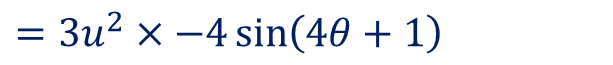 = 3u² × −4 sin(4θ + 1)